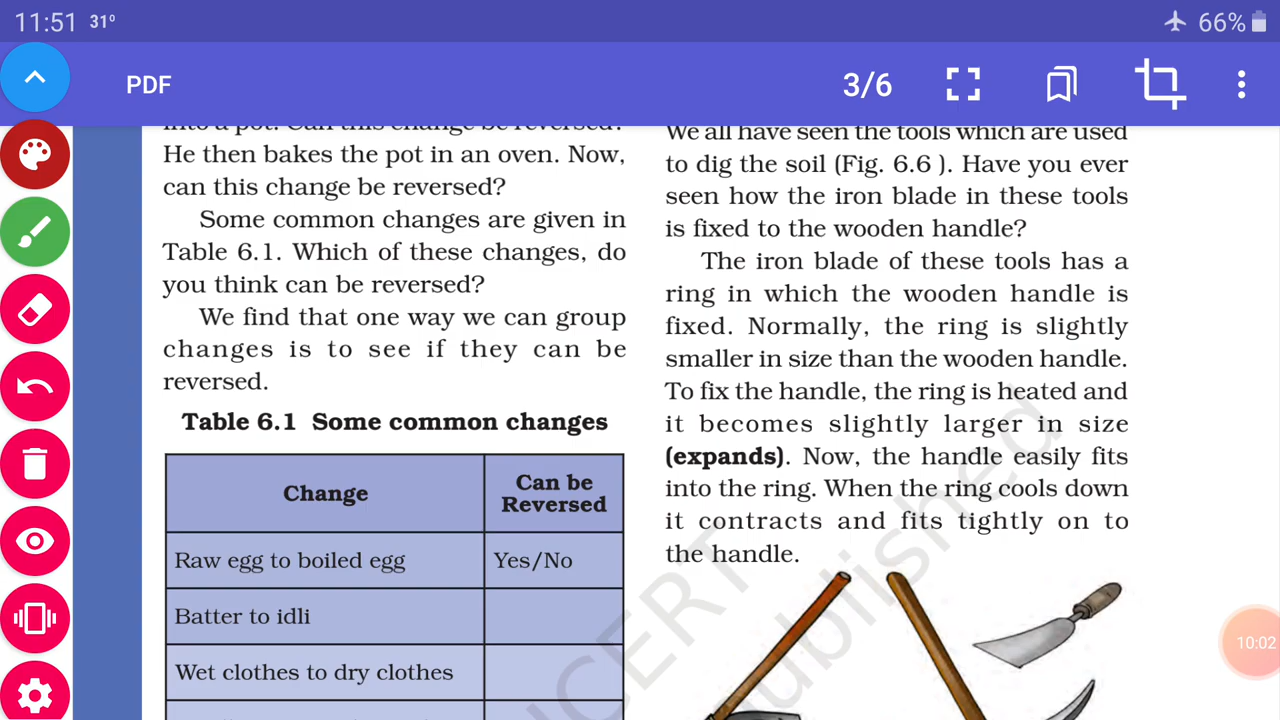 11:51 31°
66%
PDF
3/6
into a pot. Can this change be reversed?
He then bakes the pot in an oven. Now,
can this change be reversed?
Some common changes are given in
Table 6.1. Which of these changes, do
you think can be reversed?
We find that one way we can group
changes is to see if they can be
reversed.
Table 6.1 Some common changes
Change
Can be
Reversed
Raw egg to boiled egg
Yes/No
Batter to idli
Wet clothes to dry clothes
We all have seen the tools which are used
to dig the soil (Fig. 6.6 ). Have you ever
seen how the iron blade in these tools
is fixed to the wooden handle?
The iron blade of these tools has a
ring in which the wooden handle is
fixed. Normally, the ring is slightly
smaller in size than the wooden handle.
To fix the handle, the ring is heated and
it becomes slightly larger in size
(expands). Now, the handle easily fits
into the ring. When the ring cools down
it contracts and fits tightly on to
the handle.
10:02
NCERT
published